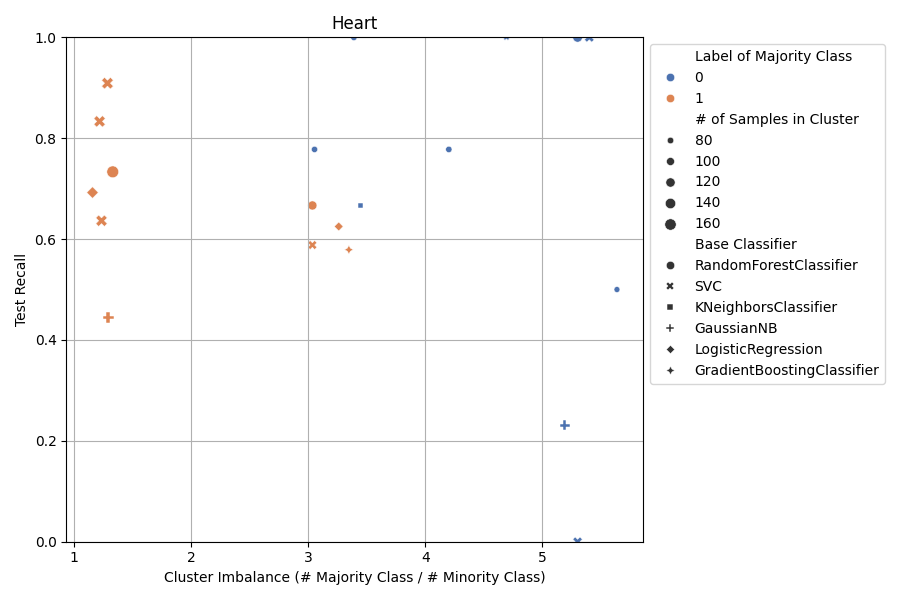 Heart
1.0
0.8
0.6
0.4
0.2
0.0
Test Recall
1
2
3
4
5
Cluster Imbalance (# Majority Class / # Minority Class)
Label of Majority Class
0
1
# of Samples in Cluster
80
100
120
140
160
Base Classifier
RandomForestClassifier
SVC
KNeighborsClassifier
GaussianNB
LogisticRegression
GradientBoostingClassifier